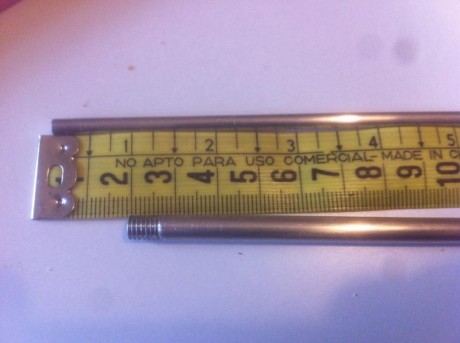 1 2 3 4 5
NO APTO PARA USO COMERCIAL-MADE IN
2 3 4 5 6 7 8 9 10